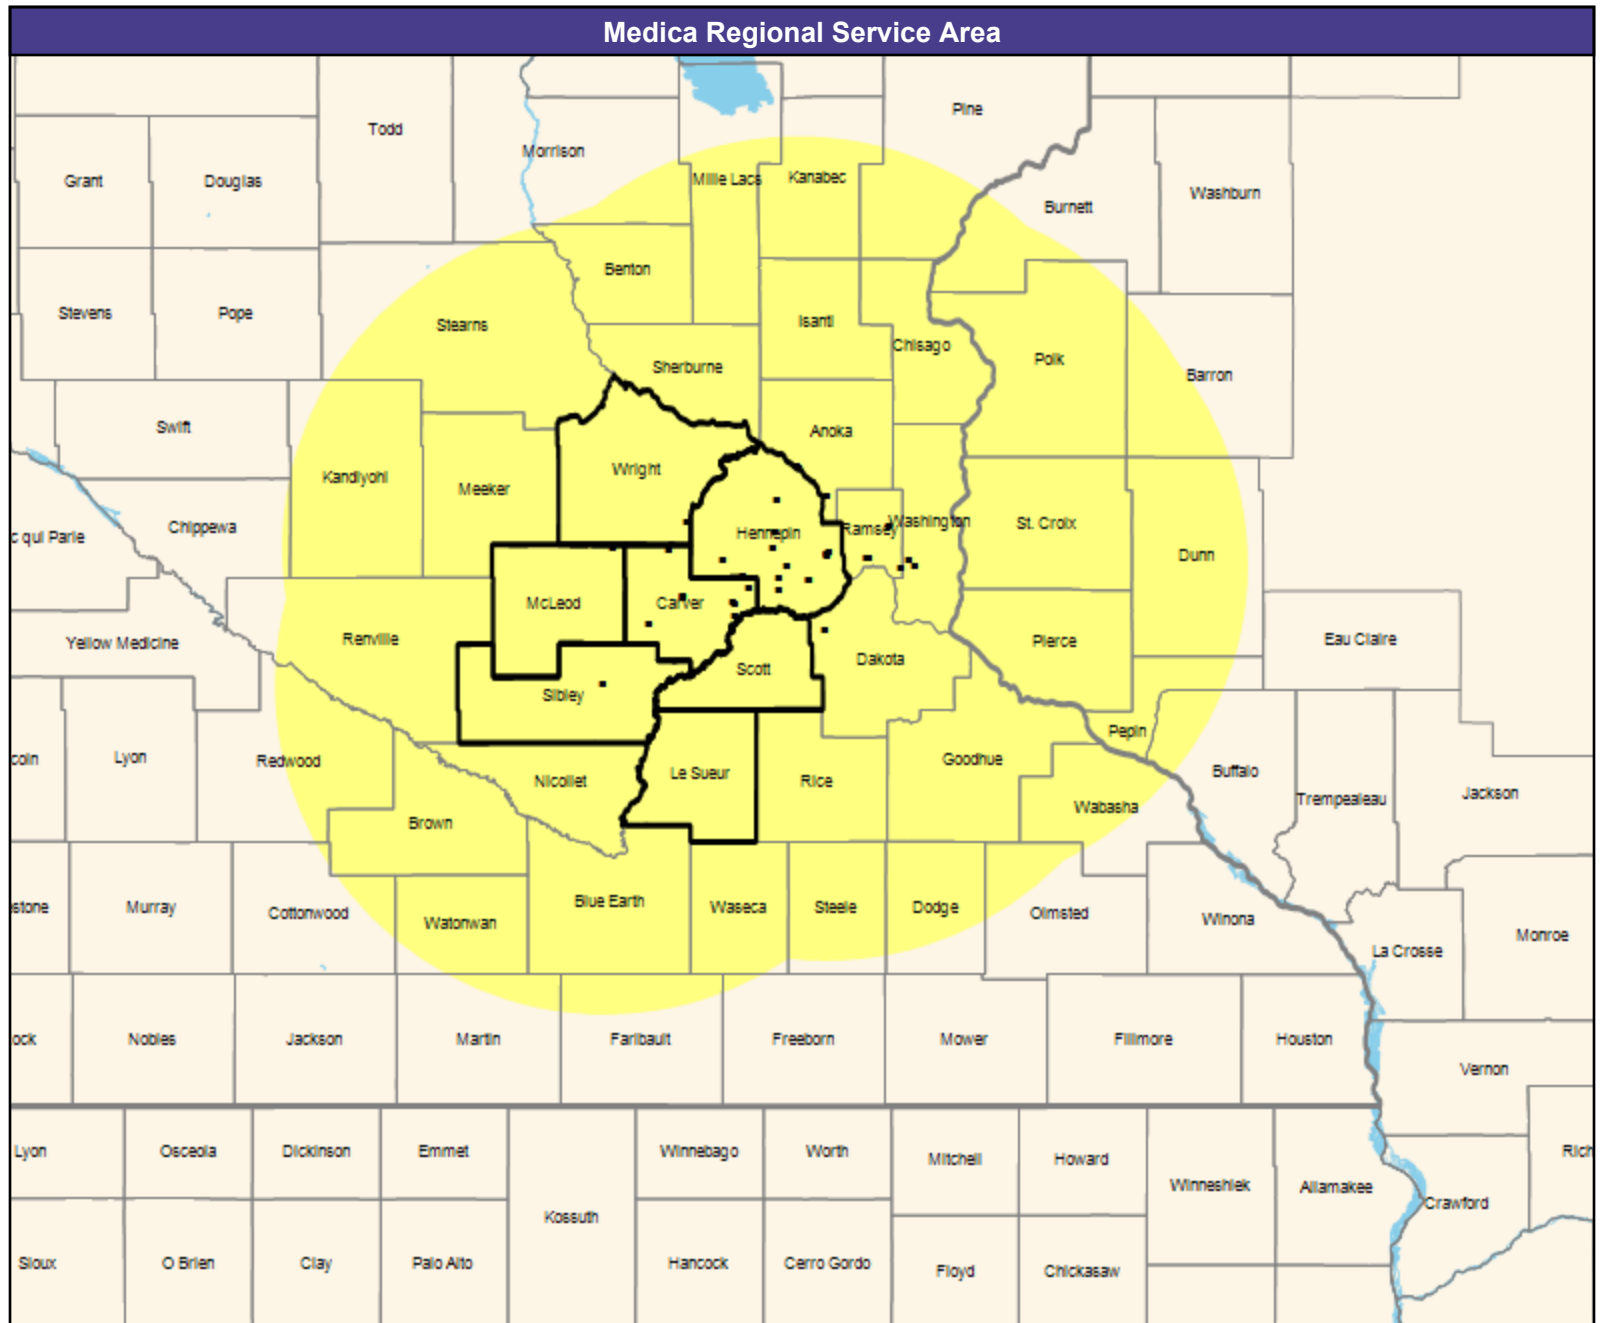 Medica Regional Service Area
Pine
Todd
Morrison
Grant
Douglas
Mille Lacs
Kanabec
Washburn
Burnett
Benton
Stevens
Pope
Stearns
Isanti
Chisago
Polk
Sherburne
Barron
Swift
Anoka
Wright
Kandiyohi
Meeker
Chippewa
Hennepin
Ramsey
Washington
St. Croix
c qui Parle
Dunn
McLeod
Carver
Yellow Medicine
Renville
Pierce
Eau Claire
Scott
Dakota
Sibley
Pepin
coln
Lyon
Redwood
Nicollet
Le Sueur
Rice
Goodhue
Buffalo
Trempealeau
Jackson
Wabasha
Brown
stone
Murray
Cottonwood
Watonwan
Blue Earth
Waseca
Steele
Dodge
Olmsted
Winona
Monroe
La Crosse
ock
Nobles
Jackson
Martin
Faribault
Freeborn
Mower
Fillmore
Houston
Vernon
Lyon
Osceola
Dickinson
Emmet
Winnebago
Worth
Mitchell
Howard
Rich
Winneshiek
Allamakee
Crawford
Kossuth
Sioux
O Brien
Clay
Palo Alto
Hancock
Cerro Gordo
Floyd
Chickasaw